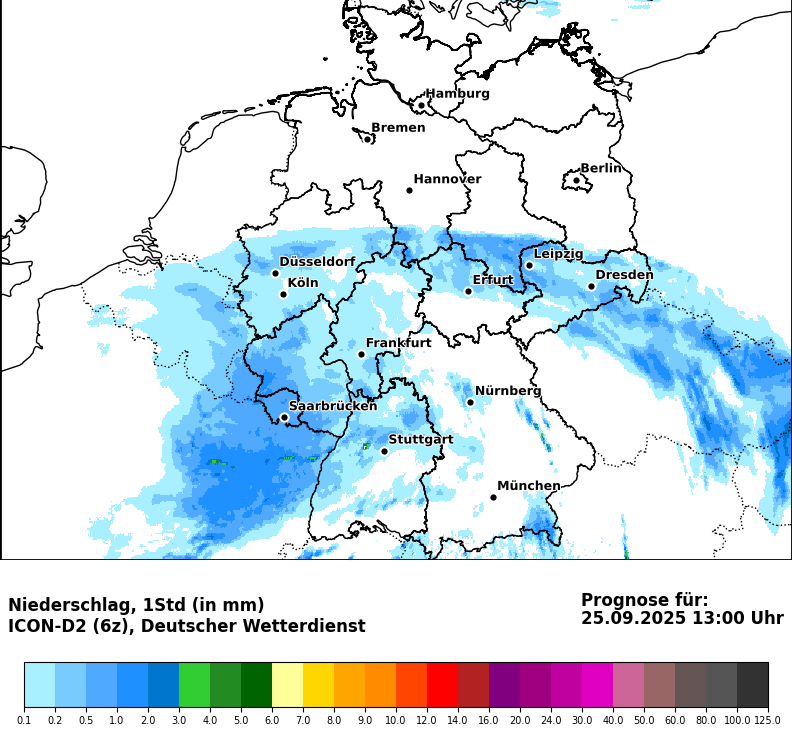 Hamburg
Bremen
Berlin
Hannover
Leipzig
Düsseldorf
Dresden
Köln
Erfurt
Frankfurt
Nürnberg
Saarbrücken
Stuttgart
München
Niederschlag, 1Std (in mm)
ICON-D2 (6z), Deutscher Wetterdienst
Prognose für:
25.09.2025 13:00 Uhr
0.1 0.2 0.5 1.0 2.0 3.0 4.0 5.0 6.0 7.0 8.0 9.0 10.0 12.0 14.0 16.0 20.0 24.0 30.0 40.0 50.0 60.0 80.0 100.0 125.0